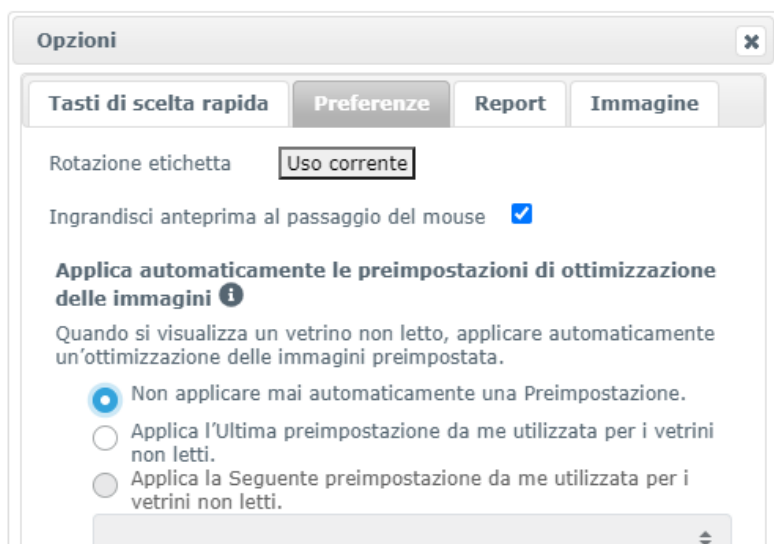 Opzioni
Tasti di scelta rapida Preferenze Report Immagine
Rotazione etichetta Uso corrente
Ingrandisci anteprima al passaggio del mouse
Applica automaticamente le preimpostazioni di ottimizzazione
delle immagini
Quando si visualizza un vetrino non letto, applicare automaticamente
un’ottimizzazione delle immagini preimpostata.
Non applicare mai automaticamente una Preimpostazione.
Applica l’Ultima preimpostazione da me utilizzata per i vetrini
non letti.
Applica la Seguente preimpostazione da me utilizzata per i
vetrini non letti.